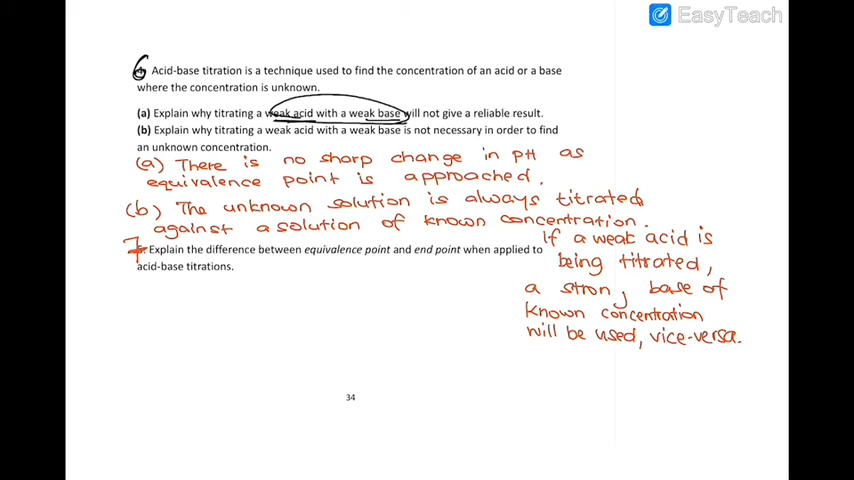 EasyTeach
6 Acid-base titration is a technique used to find the concentration of an acid or a base
where the concentration is unknown.
(a) Explain why titrating a weak acid with a weak base will not give a reliable result.
(b) Explain why titrating a weak acid with a weak base is not necessary in order to find
an unknown concentration.
(a) There is no sharp change in pH as
equivalence point is approached.
(b) The unknown solution is always titrated
against a solution of known concentration.
If a weak acid is
being titrated,
a strong base of
known concentration
will be used, vice-versa.
7 Explain the difference between equivalence point and end point when applied to
acid-base titrations.
34